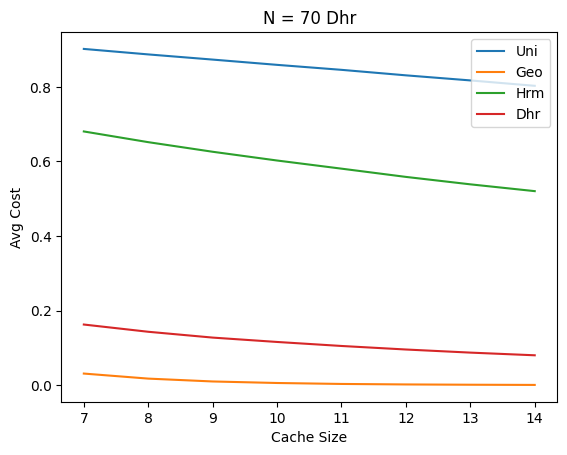 N = 70 Dhr
Uni
Geo
Hrm
Dhr
Avg Cost
0.8
0.6
0.4
0.2
0.0
7 8 9 10 11 12 13 14
Cache Size